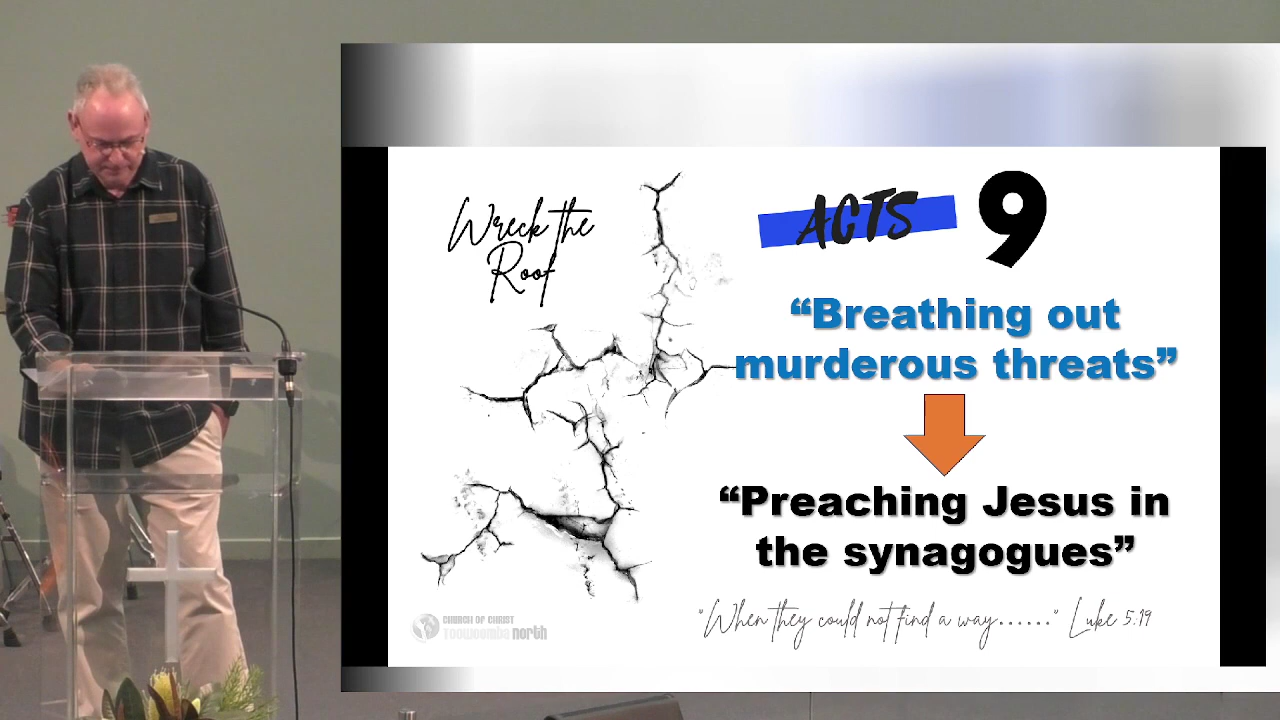 Wreck the
Roof
ACTS 9
“Breathing out
murderous threats”
“Preaching Jesus in
the synagogues”
"When they could not find a way......" Luke 5:19
CHURCH OF CHRIST
TOOWOOMBA NORTH